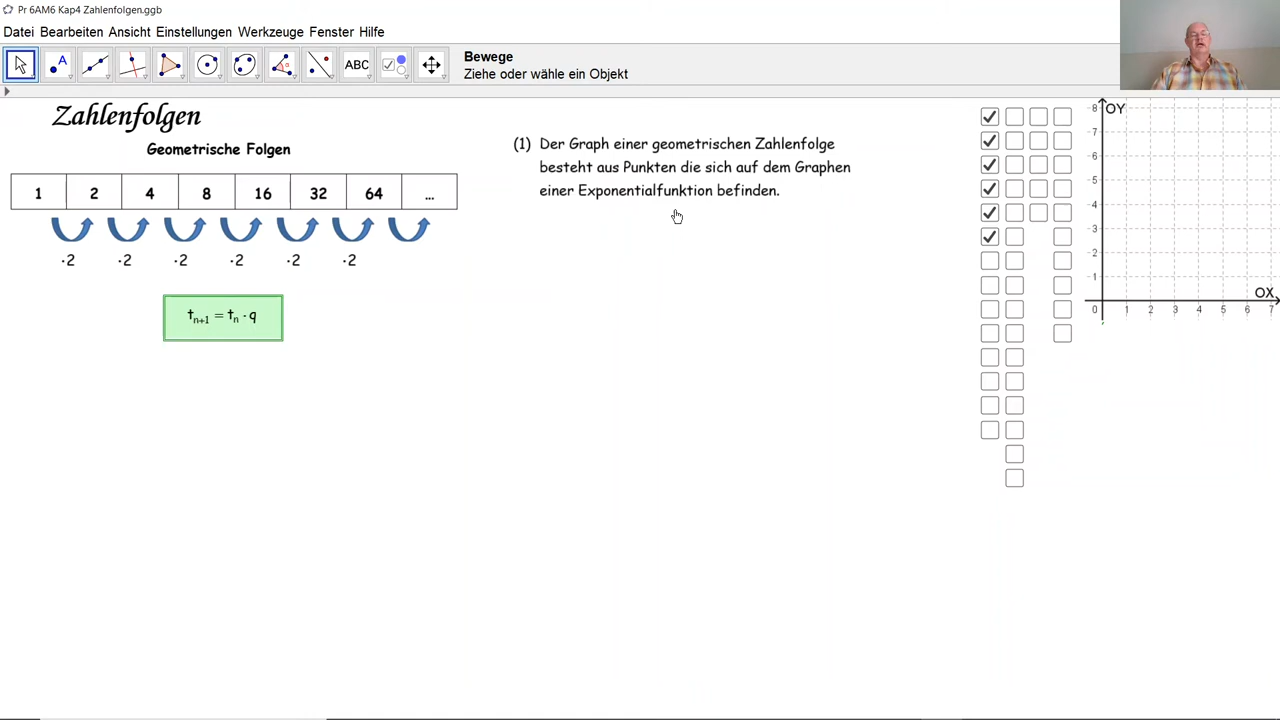 Pr 6AM6 Kap4 Zahlenfolgen.ggb
Datei Bearbeiten Ansicht Einstellungen Werkzeuge Fenster Hilfe
A
ABC
Bewege
Ziehe oder wähle ein Objekt
Zahlenfolgen
Geometrische Folgen
1 2 4 8 16 32 64 ...
·2 ·2 ·2 ·2 ·2 ·2
tₙ₊₁ = tₙ · q
(1) Der Graph einer geometrischen Zahlenfolge
besteht aus Punkten die sich auf dem Graphen
einer Exponentialfunktion befinden.
OY
8
7
6
5
4
3
2
1
OX
0 1 2 3 4 5 6 7